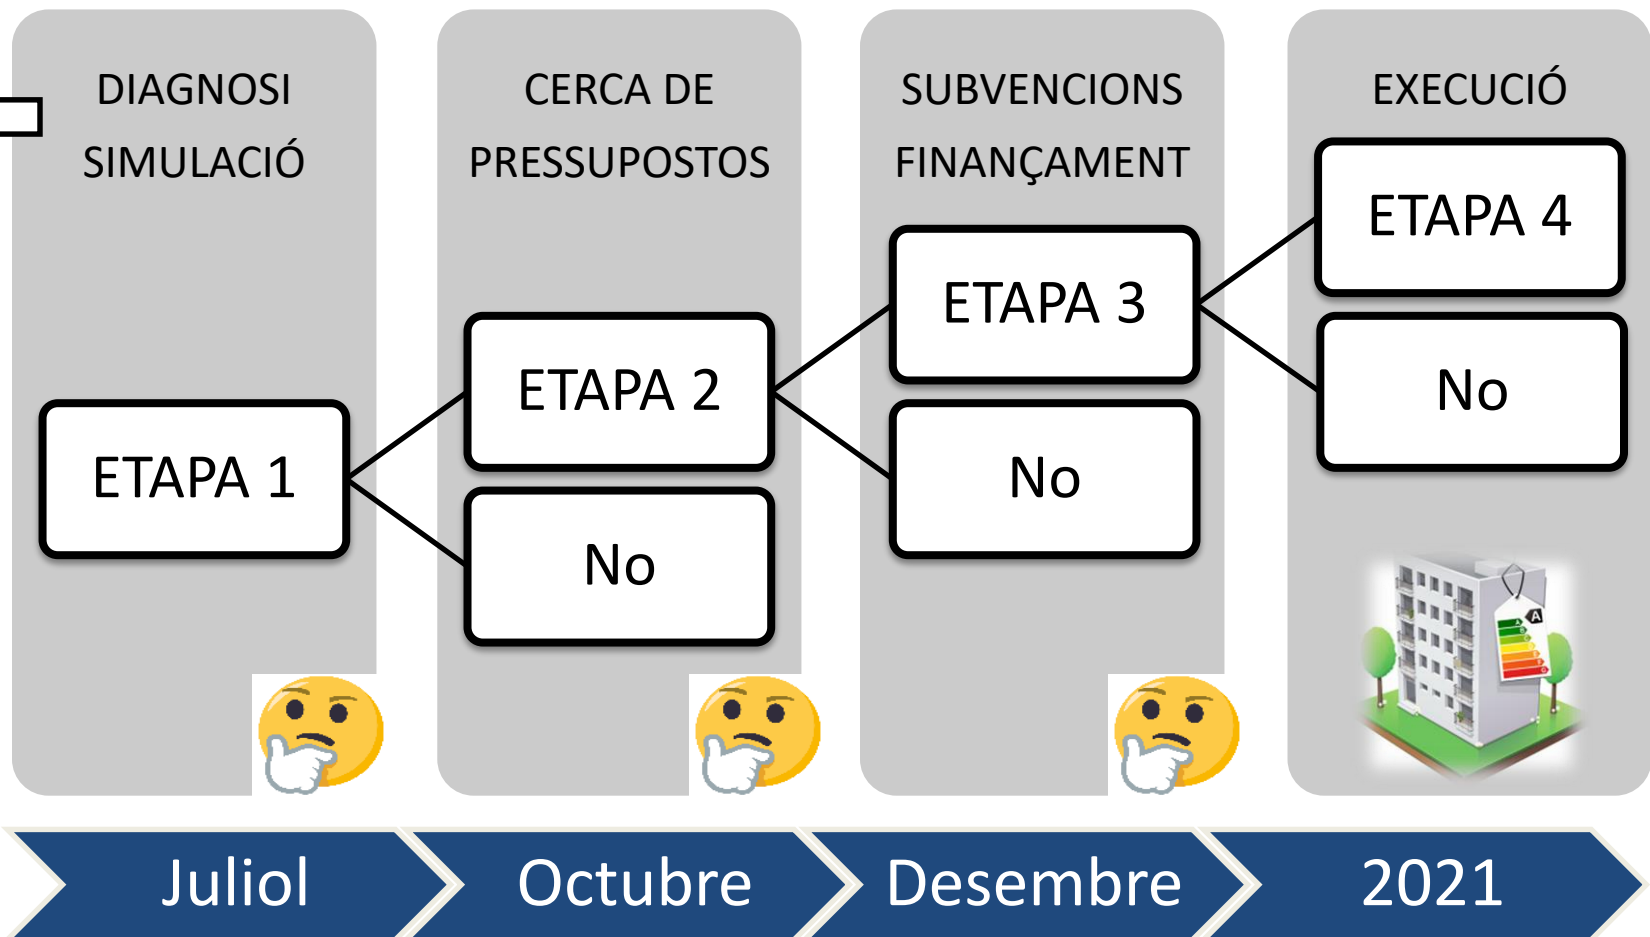 DIAGNOSI
SIMULACIÓ
ETAPA 1
CERCA DE
PRESSUPOSTOS
ETAPA 2
No
SUBVENCIONS
FINANÇAMENT
ETAPA 3
No
EXECUCIÓ
ETAPA 4
No
A
Juliol
Octubre
Desembre
2021